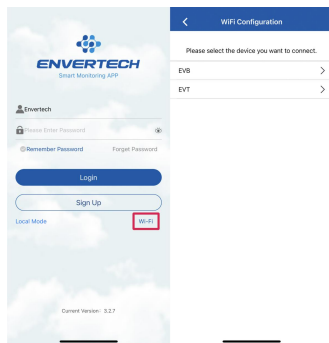 ENVERTECH
Smart Monitoring APP
Envertech
Please Enter Password
Remember Password
Forget Password
Login
Sign Up
Local Mode
Wi-Fi
Current Version: 3.2.7
WiFi Configuration
Please select the device you want to connect.
EVB
EVT